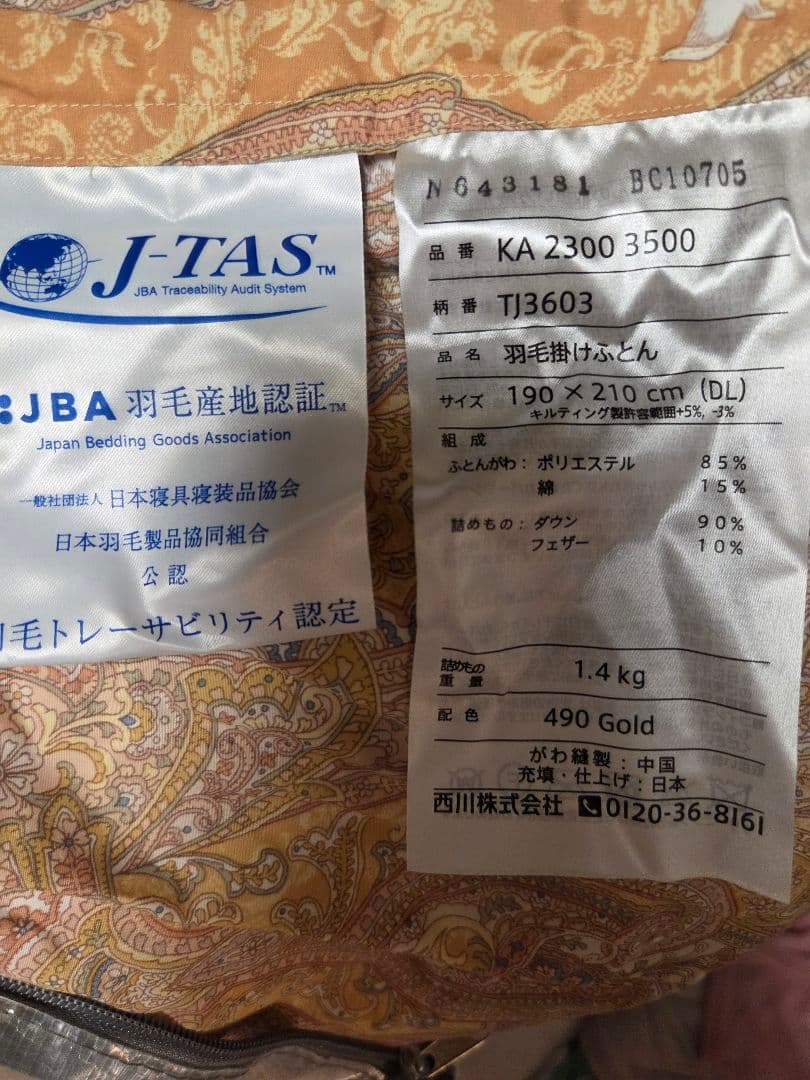 J-TAS™
JBA Traceability Audit System
JBA 羽毛産地認証™
Japan Bedding Goods Association
一般社団法人 日本寝具寝装品協会
日本羽毛製品協同組合
公認
毛トレーサビリティ認定
N 643181 BC10705
品番 KA 2300 3500
柄番 TJ3603
品名 羽毛掛けふとん
サイズ 190 × 210 cm (DL)
キルティング製許容範囲+5%, -3%
組成
ふとんがわ: ポリエステル 85%
綿 15%
詰めもの: ダウン 90%
フェザー 10%
詰めもの重量 1.4 kg
配色 490 Gold
がわ縫製:中国
充填・仕上げ:日本
西川株式会社 0120-36-8161